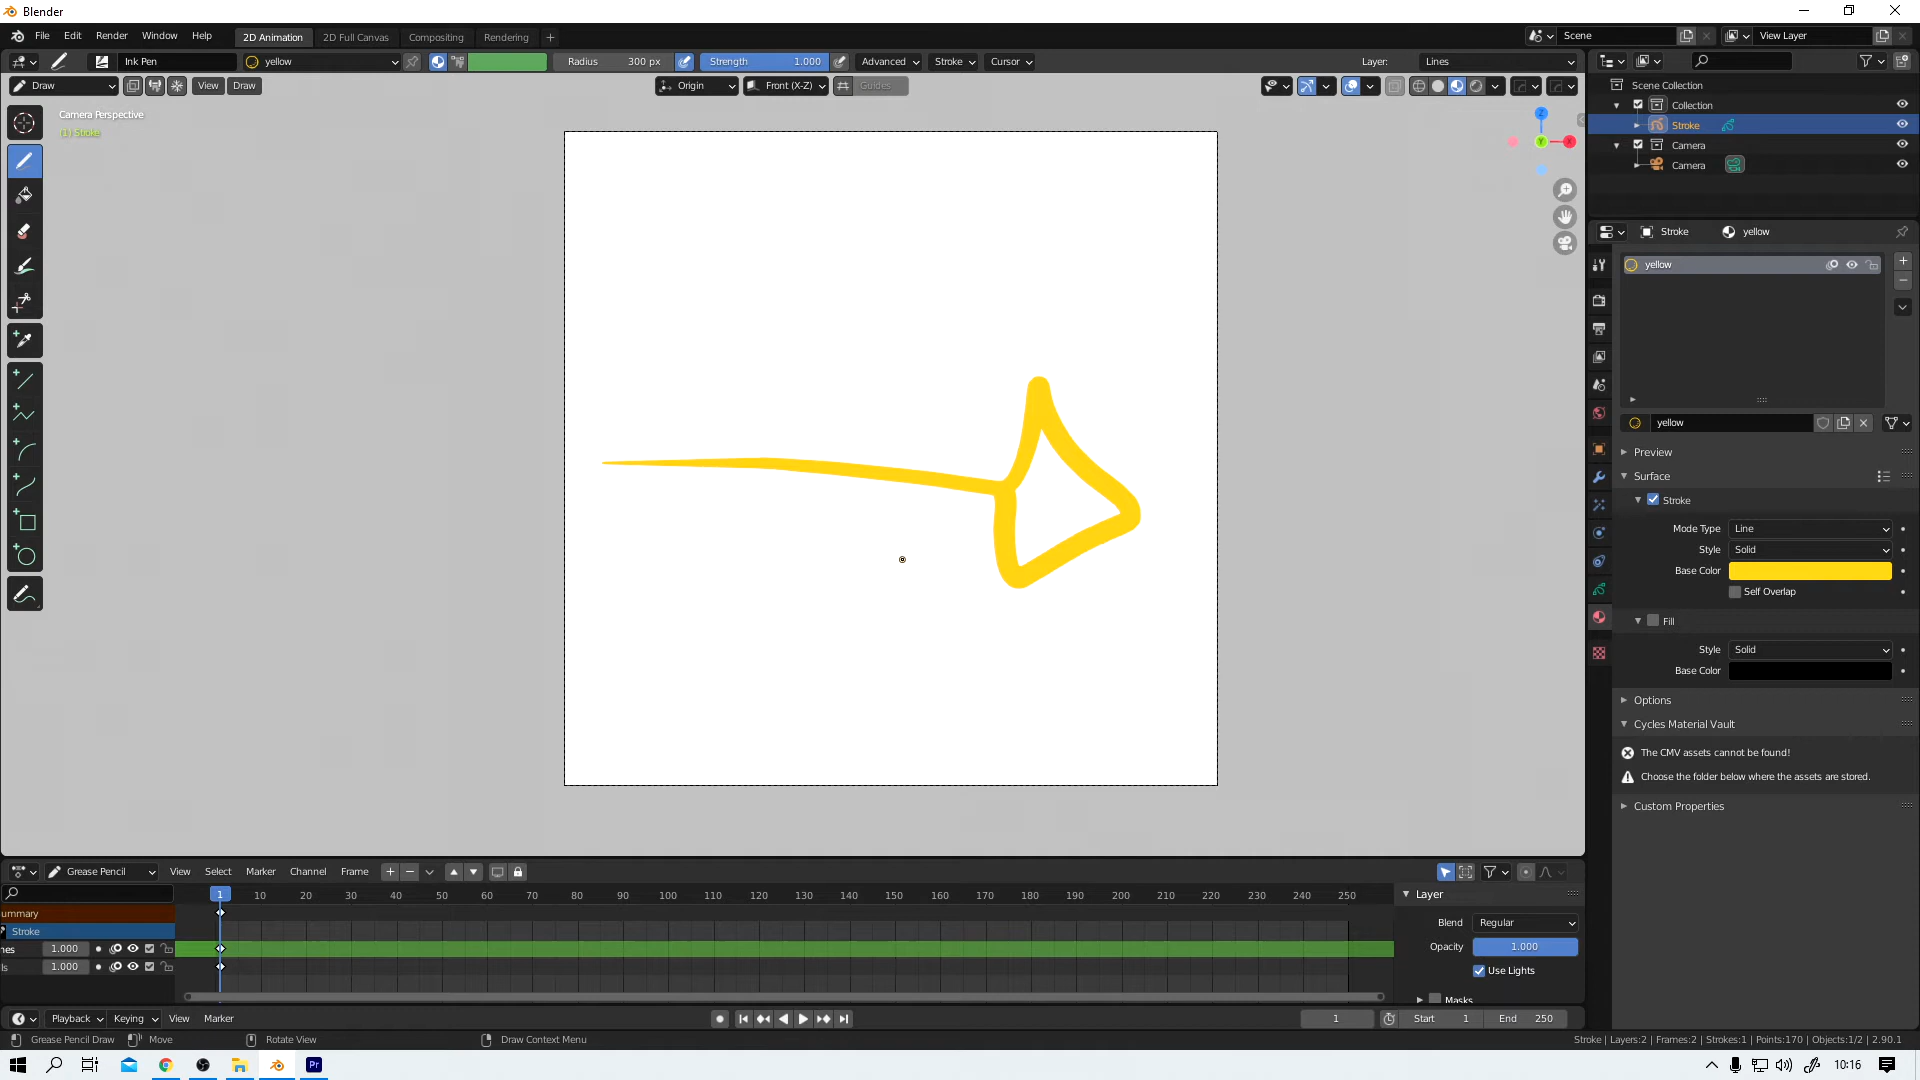 Blender
File Edit Render Window Help 2D Animation 2D Full Canvas Compositing Rendering Scene View Layer
Ink Pen yellow Radius 300 px Strength 1.000 Advanced Stroke Cursor Layer: Lines
Draw View Draw Origin Front (X-Z) Guides
Camera Perspective
(1) Stroke
Z
Y
X
Scene Collection
Collection
Stroke
Camera
Camera
Stroke yellow
yellow
yellow
Preview
Surface
Stroke
Mode Type Line
Style Solid
Base Color
Self Overlap
Fill
Style Solid
Base Color
Options
Cycles Material Vault
The CMV assets cannot be found!
Choose the folder below where the assets are stored.
Custom Properties
Grease Pencil View Select Marker Channel Frame
1 10 20 30 40 50 60 70 80 90 100 110 120 130 140 150 160 170 180 190 200 210 220 230 240 250
ummary
Stroke
nes 1.000
ls 1.000
Layer
Blend Regular
Opacity 1.000
Use Lights
Masks
Playback Keying View Marker 1 Start 1 End 250
Grease Pencil Draw Move Rotate View Draw Context Menu Stroke | Layers:2 | Frames:2 | Strokes:1 | Points:170 | Objects:1/2 | 2.90.1
Pr 10:16